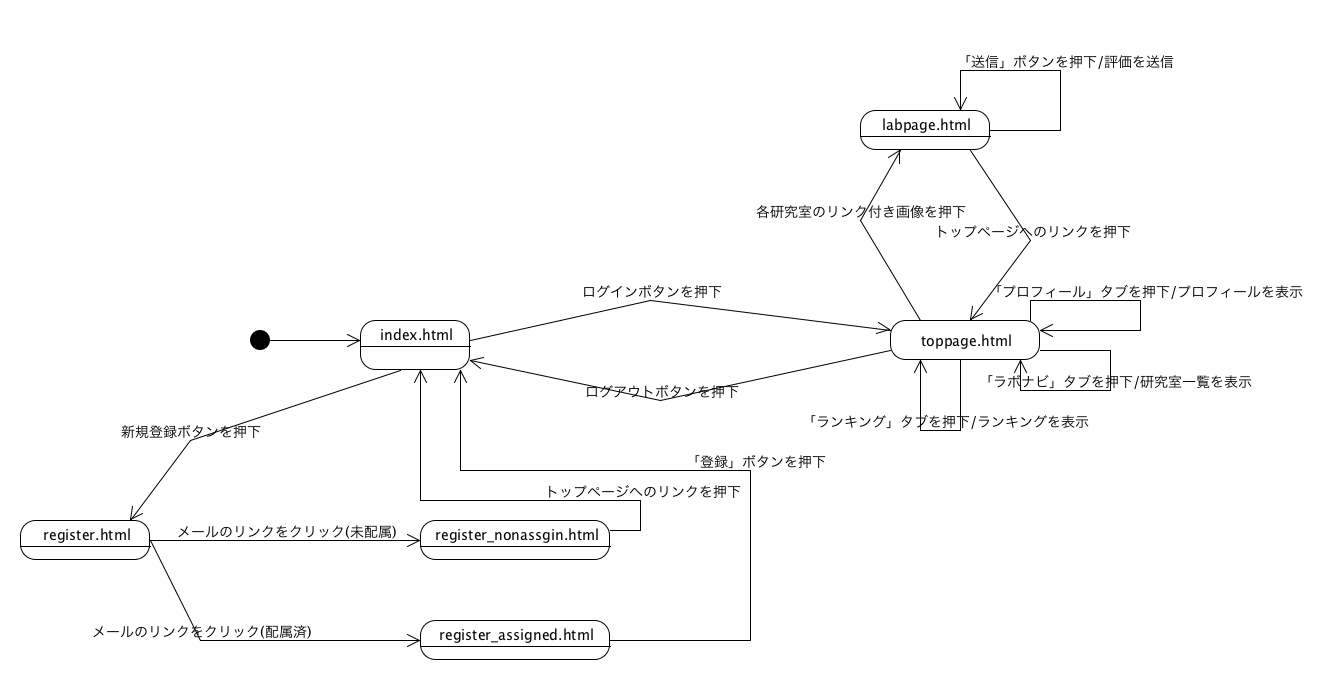 「送信」ボタンを押下/評価を送信
labpage.html
各研究室のリンク付き画像を押下
トップページへのリンクを押下
ログインボタンを押下
「プロフィール」タブを押下/プロフィールを表示
index.html
toppage.html
ログアウトボタンを押下
「ラボナビ」タブを押下/研究室一覧を表示
「ランキング」タブを押下/ランキングを表示
新規登録ボタンを押下
「登録」ボタンを押下
トップページへのリンクを押下
register.html
メールのリンクをクリック(未配属)
register_nonassgin.html
メールのリンクをクリック(配属済)
register_assigned.html